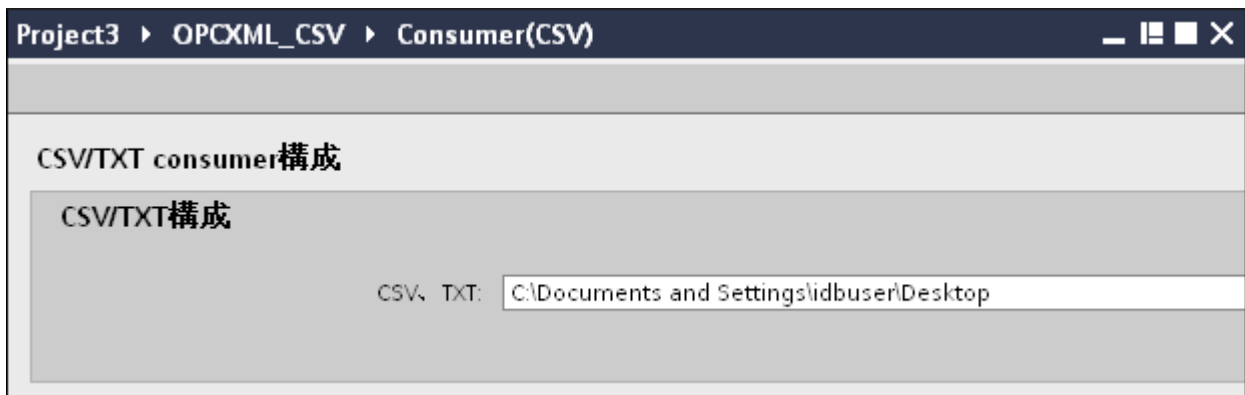 Project3 ▸ OPCXML_CSV ▸ Consumer(CSV)
CSV/TXT consumer構成
CSV/TXT構成
CSV、TXT: C:\Documents and Settings\idbuser\Desktop